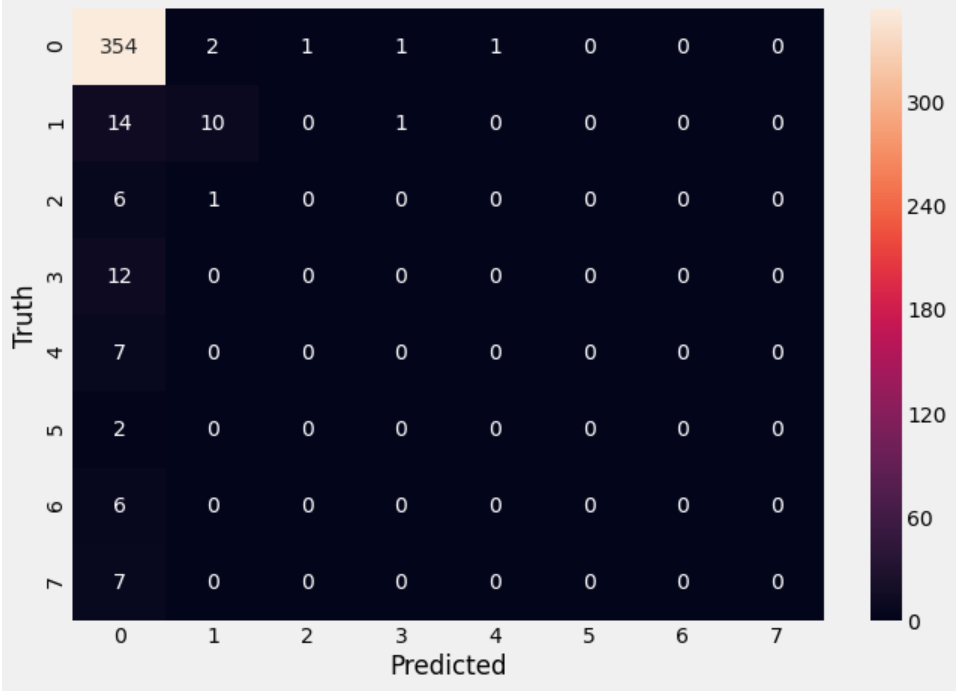 0 354 2 1 1 1 0 0 0
1 14 10 0 1 0 0 0 0
2 6 1 0 0 0 0 0 0
3 12 0 0 0 0 0 0 0
4 7 0 0 0 0 0 0 0
5 2 0 0 0 0 0 0 0
6 6 0 0 0 0 0 0 0
7 7 0 0 0 0 0 0 0
0 1 2 3 4 5 6 7
Predicted
Truth
300
240
180
120
60
0